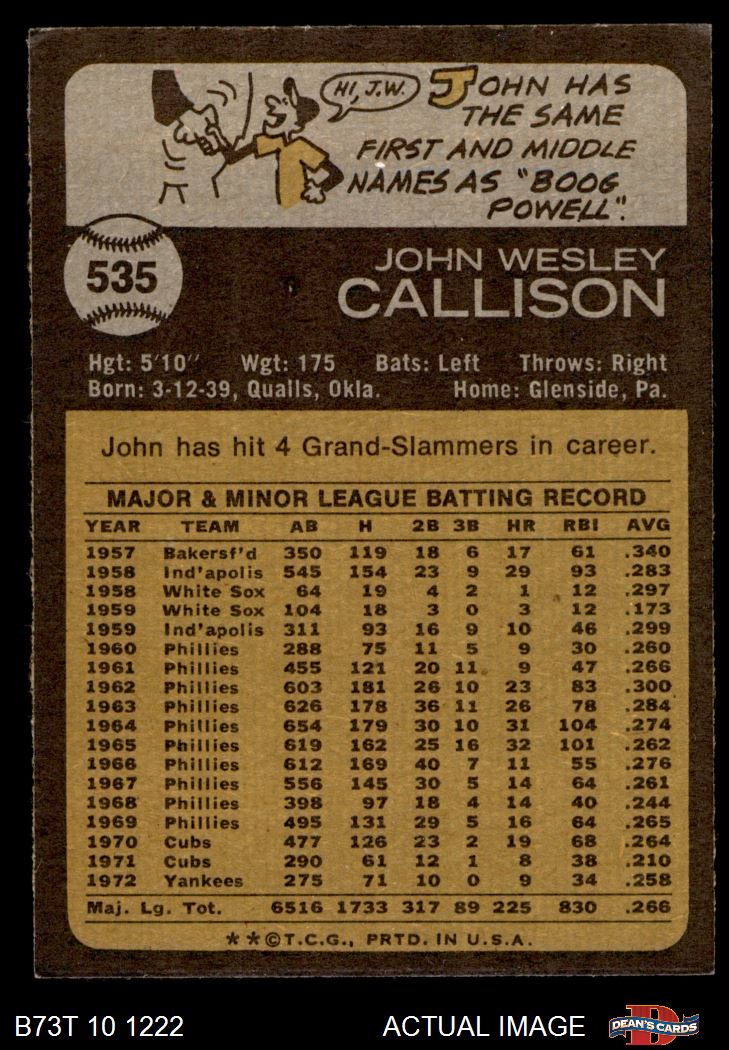 HI, J.W.
JOHN HAS
THE SAME
FIRST AND MIDDLE
NAMES AS "BOOG
POWELL".
535
JOHN WESLEY
CALLISON
Hgt: 5'10" Wgt: 175 Bats: Left Throws: Right
Born: 3-12-39, Qualls, Okla. Home: Glenside, Pa.
John has hit 4 Grand-Slammers in career.
MAJOR & MINOR LEAGUE BATTING RECORD
YEAR TEAM AB H 2B 3B HR RBI AVG
1957 Bakersf'd 350 119 18 6 17 61 .340
1958 Ind'apolis 545 154 23 9 29 93 .283
1958 White Sox 64 19 4 2 1 12 .297
1959 White Sox 104 18 3 0 3 12 .173
1959 Ind'apolis 311 93 16 9 10 46 .299
1960 Phillies 288 75 11 5 9 30 .260
1961 Phillies 455 121 20 11 9 47 .266
1962 Phillies 603 181 26 10 23 83 .300
1963 Phillies 626 178 36 11 26 78 .284
1964 Phillies 654 179 30 10 31 104 .274
1965 Phillies 619 162 25 16 32 101 .262
1966 Phillies 612 169 40 7 11 55 .276
1967 Phillies 556 145 30 5 14 64 .261
1968 Phillies 398 97 18 4 14 40 .244
1969 Phillies 495 131 29 5 16 64 .265
1970 Cubs 477 126 23 2 19 68 .264
1971 Cubs 290 61 12 1 8 38 .210
1972 Yankees 275 71 10 0 9 34 .258
Maj. Lg. Tot. 6516 1733 317 89 225 830 .266
**©T.C.G., PRTD. IN U.S.A.
B73T 10 1222 ACTUAL IMAGE DEAN'S CARDS